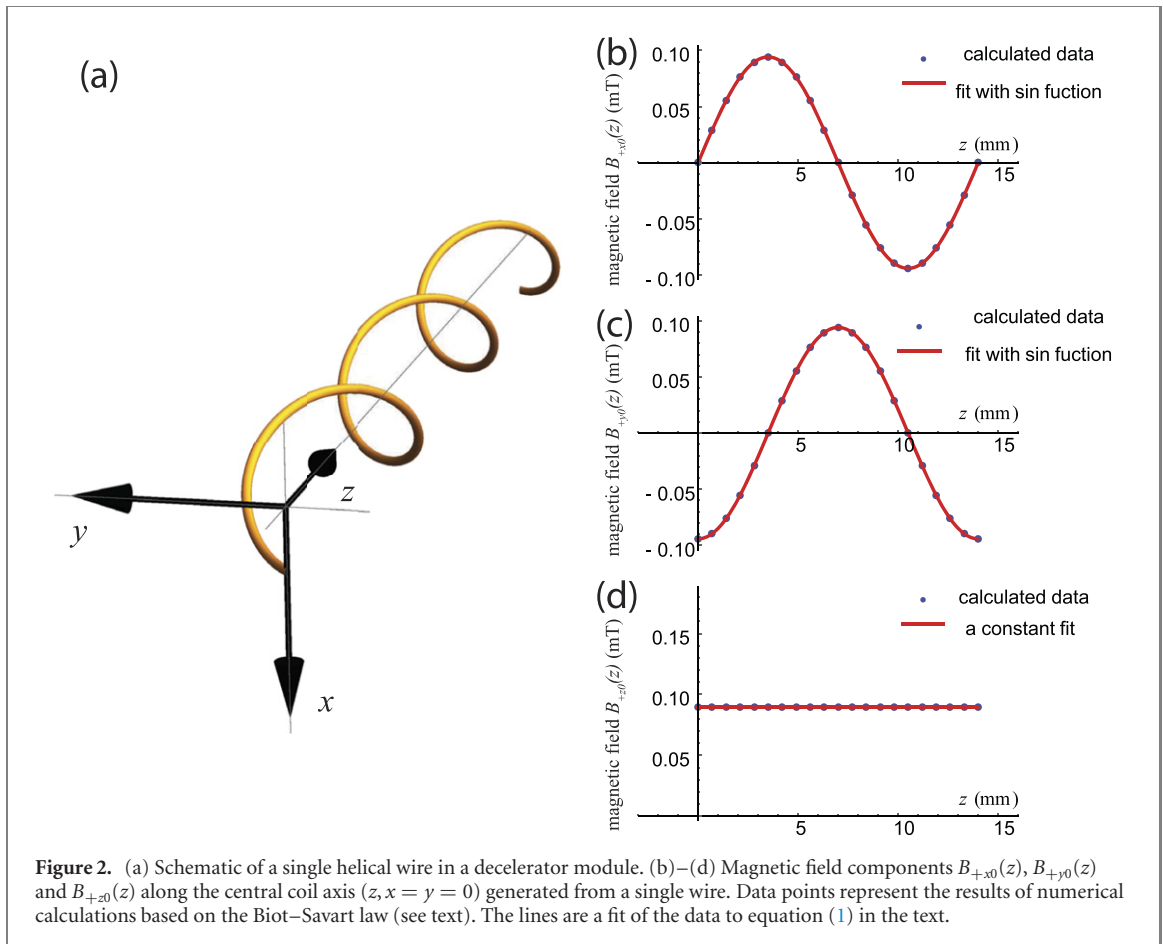 (a)
y
z
x
(b)
magnetic field B+x0(z) (mT)
0.10
0.05
- 0.05
- 0.10
calculated data
fit with sin fuction
z (mm)
5
10
15
(c)
magnetic field B+y0(z) (mT)
0.10
0.05
- 0.05
- 0.10
calculated data
fit with sin fuction
z (mm)
5
10
15
(d)
magnetic field B+z0(z) (mT)
0.15
0.10
0.05
calculated data
a constant fit
z (mm)
5
10
15
Figure 2. (a) Schematic of a single helical wire in a decelerator module. (b)–(d) Magnetic field components B+x0(z), B+y0(z)
and B+z0(z) along the central coil axis (z, x = y = 0) generated from a single wire. Data points represent the results of numerical
calculations based on the Biot–Savart law (see text). The lines are a fit of the data to equation (1) in the text.